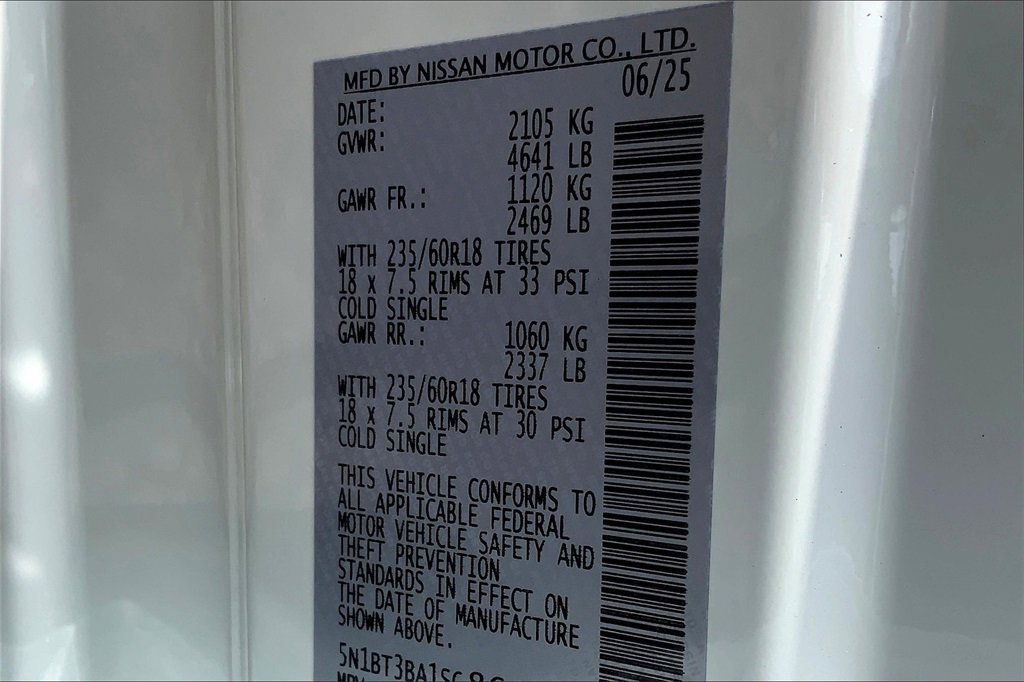 MFD BY NISSAN MOTOR CO., LTD.
DATE: 06/25
GVWR: 2105 KG
4641 LB
GAWR FR.: 1120 KG
2469 LB
WITH 235/60R18 TIRES
18 x 7.5 RIMS AT 33 PSI
COLD SINGLE
GAWR RR.: 1060 KG
2337 LB
WITH 235/60R18 TIRES
18 x 7.5 RIMS AT 30 PSI
COLD SINGLE
THIS VEHICLE CONFORMS TO
ALL APPLICABLE FEDERAL
MOTOR VEHICLE SAFETY AND
THEFT PREVENTION
STANDARDS IN EFFECT ON
THE DATE OF MANUFACTURE
SHOWN ABOVE.